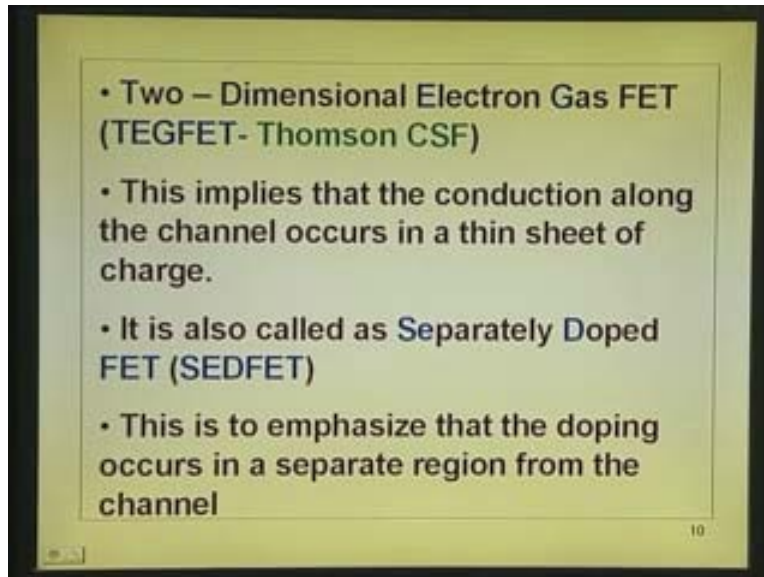 • Two – Dimensional Electron Gas FET
(TEGFET- Thomson CSF)
• This implies that the conduction along
the channel occurs in a thin sheet of
charge.
• It is also called as Separately Doped
FET (SEDFET)
• This is to emphasize that the doping
occurs in a separate region from the
channel
10